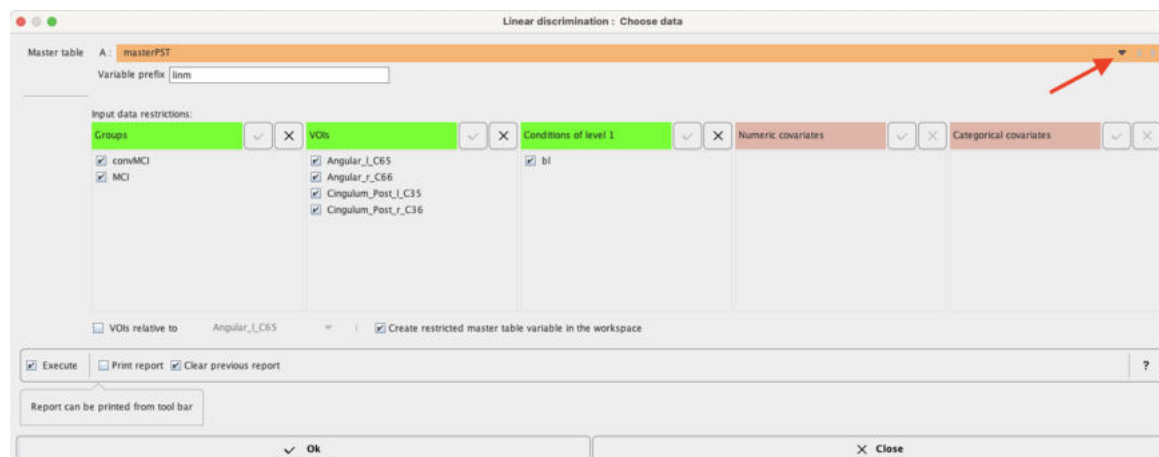 Linear discrimination : Choose data
Master table A : masterPST
Variable prefix linm
Input data restrictions:
Groups VOIs Conditions of level 1 Numeric covariates Categorical covariates
convMCI Angular_l_C65 bl
MCI Angular_r_C66
Cingulum_Post_l_C35
Cingulum_Post_r_C36
VOIs relative to Angular_l_C65 Create restricted master table variable in the workspace
Execute Print report Clear previous report ?
Report can be printed from tool bar
Ok Close